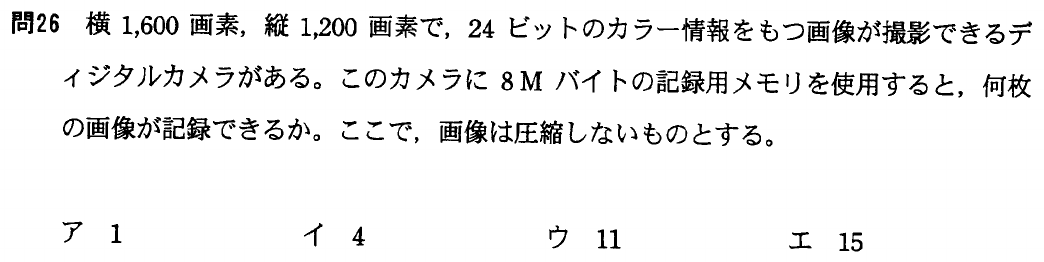 問26 横 1,600 画素，縦 1,200 画素で，24 ビットのカラー情報をもつ画像が撮影できるデ
ィジタルカメラがある。このカメラに 8 M バイトの記録用メモリを使用すると，何枚
の画像が記録できるか。ここで，画像は圧縮しないものとする。
ア 1 イ 4 ウ 11 エ 15